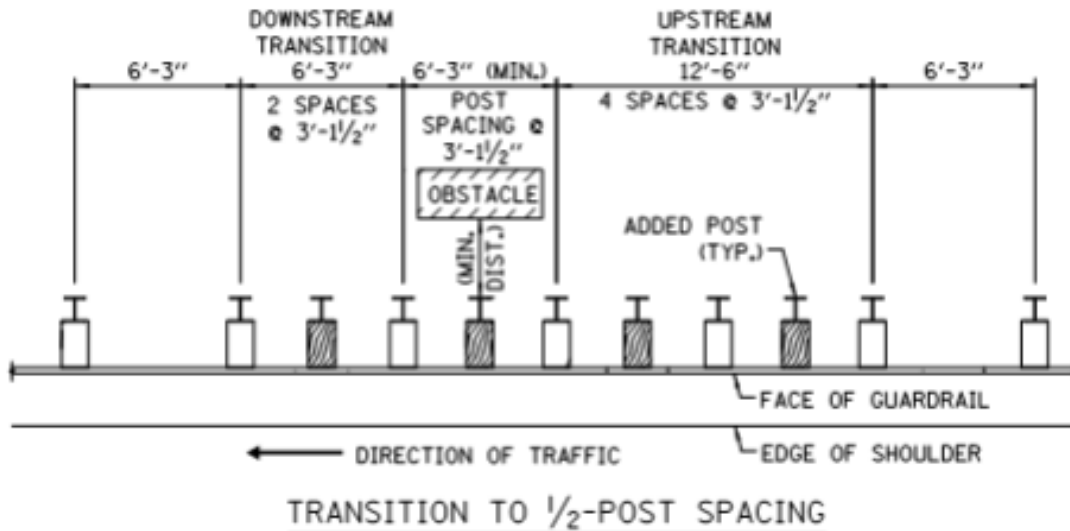 DOWNSTREAM
TRANSITION
UPSTREAM
TRANSITION
6'-3" 6'-3" 6'-3" (MIN.) 12'-6" 6'-3"
2 SPACES
@ 3'-1½"
POST
SPACING @
3'-1½"
4 SPACES @ 3'-1½"
OBSTACLE
(MIN.
DIST.)
ADDED POST
(TYP.)
FACE OF GUARDRAIL
DIRECTION OF TRAFFIC
EDGE OF SHOULDER
TRANSITION TO ½-POST SPACING